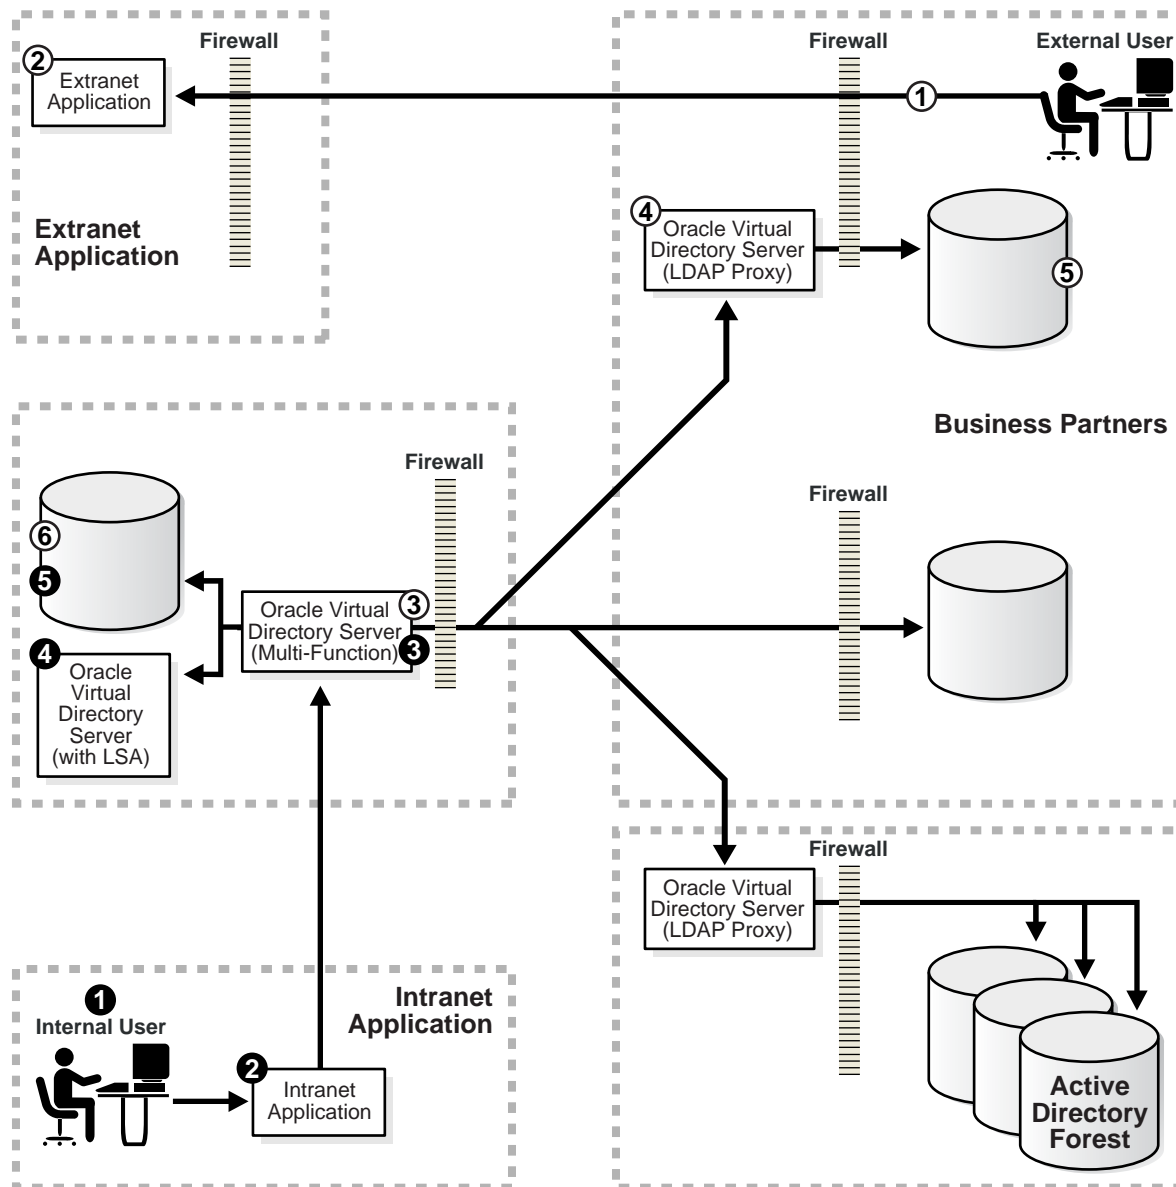 Firewall
Firewall
External User
2
Extranet
Application
1
Extranet
Application
4
Oracle Virtual
Directory Server
(LDAP Proxy)
5
Business Partners
Firewall
Firewall
6
5
Oracle Virtual
Directory Server
(Multi-Function)
3
3
4
Oracle
Virtual
Directory
Server
(with LSA)
Firewall
Oracle Virtual
Directory Server
(LDAP Proxy)
Active
Directory
Forest
1
Internal User
Intranet
Application
2
Intranet
Application